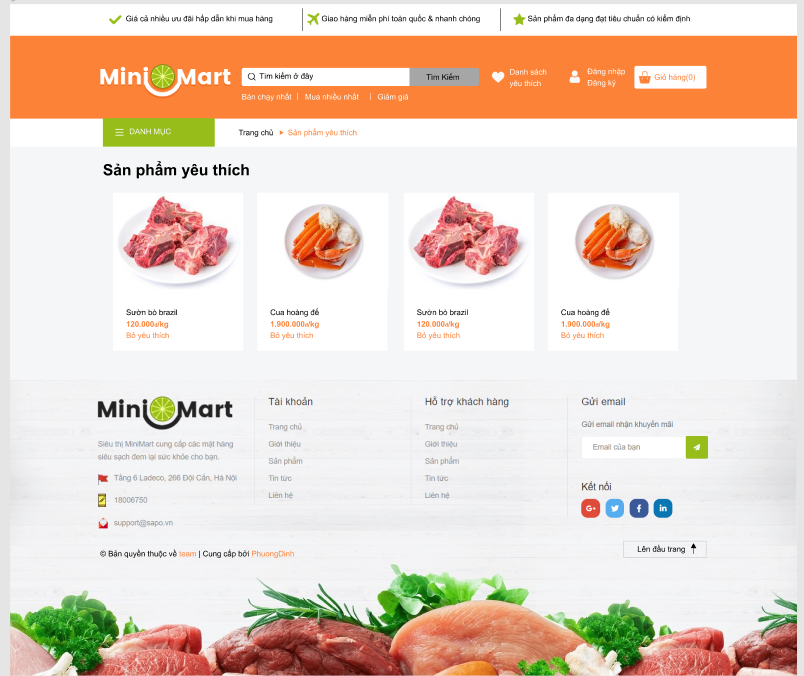 Giá cả nhiều ưu đãi hấp dẫn khi mua hàng
Giao hàng miễn phí toàn quốc & nhanh chóng
Sản phẩm đa dạng đạt tiêu chuẩn có kiểm định
Mini Mart
Tìm kiếm ở đây
Tìm Kiếm
Danh sách
yêu thích
Đăng nhập
Đăng ký
Giỏ hàng(0)
Bán chạy nhất | Mua nhiều nhất | Giảm giá
DANH MỤC
Trang chủ
Sản phẩm yêu thích
Sản phẩm yêu thích
Sườn bò brazil
120.000đ/kg
Bỏ yêu thích
Cua hoàng đế
1.900.000đ/kg
Bỏ yêu thích
Sườn bò brazil
120.000đ/kg
Bỏ yêu thích
Cua hoàng đế
1.900.000đ/kg
Bỏ yêu thích
Mini Mart
Siêu thị MiniMart cung cấp các mặt hàng
siêu sạch đem lại sức khỏe cho bạn.
Tầng 6 Ladeco, 266 Đội Cấn, Hà Nội
18006750
support@sapo.vn
Tài khoản
Trang chủ
Giới thiệu
Sản phẩm
Tin tức
Liên hệ
Hỗ trợ khách hàng
Trang chủ
Giới thiệu
Sản phẩm
Tin tức
Liên hệ
Gửi email
Gửi email nhận khuyến mãi
Email của bạn
Kết nối
G+
f
in
© Bản quyền thuộc về team | Cung cấp bởi PhuongDinh
Lên đầu trang